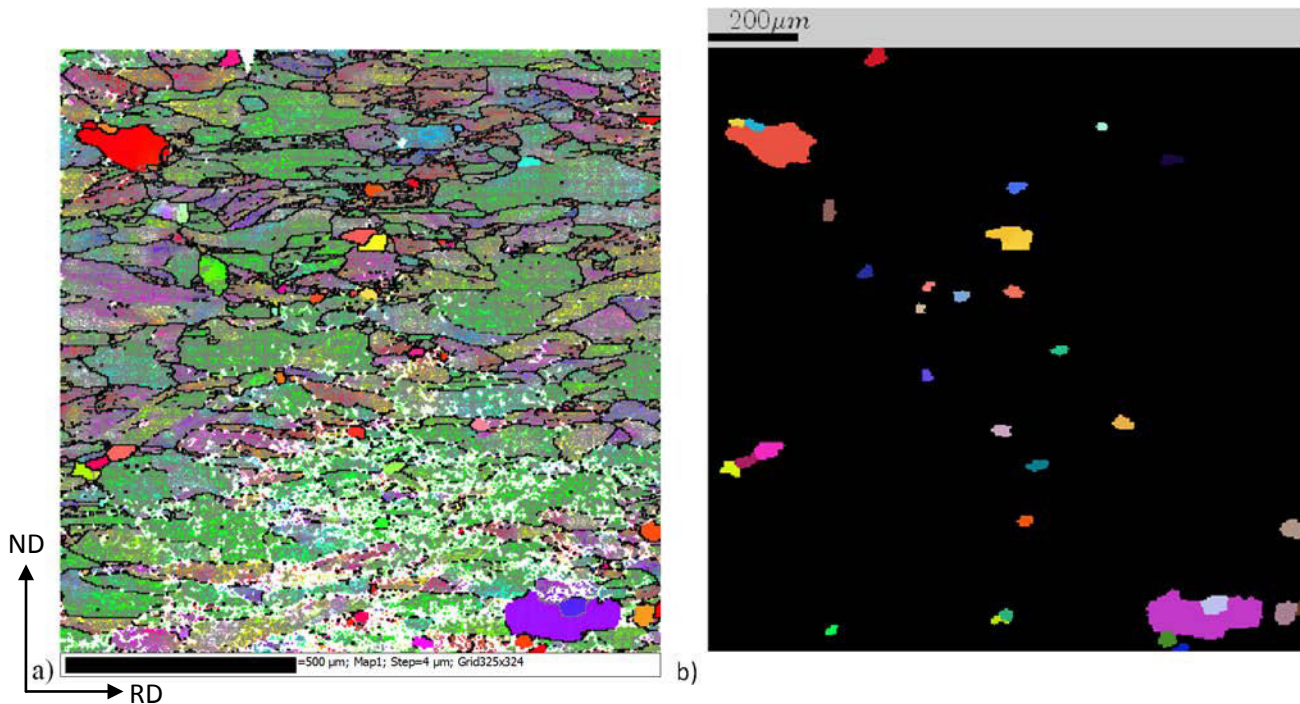 200µm
=500 µm; Map1; Step=4 µm; Grid325x324
a)
b)
ND
RD